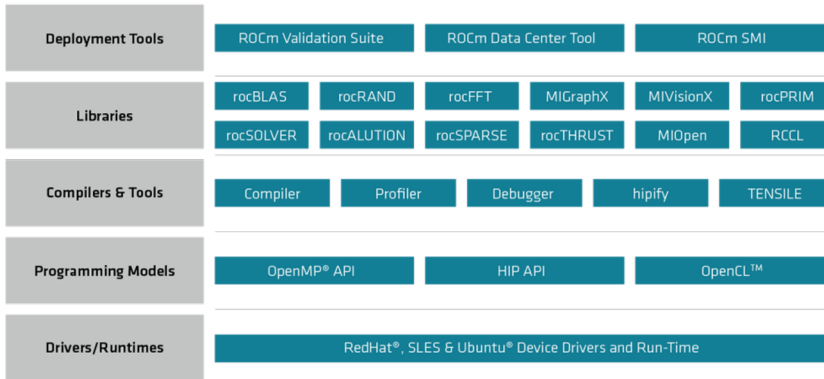 Deployment Tools
ROCm Validation Suite
ROCm Data Center Tool
ROCm SMI
Libraries
rocBLAS
rocRAND
rocFFT
MIGraphX
MIVisionX
rocPRIM
rocSOLVER
rocALUTION
rocSPARSE
rocTHRUST
MIOpen
RCCL
Compilers & Tools
Compiler
Profiler
Debugger
hipify
TENSILE
Programming Models
OpenMP® API
HIP API
OpenCL™
Drivers/Runtimes
RedHat®, SLES & Ubuntu® Device Drivers and Run-Time